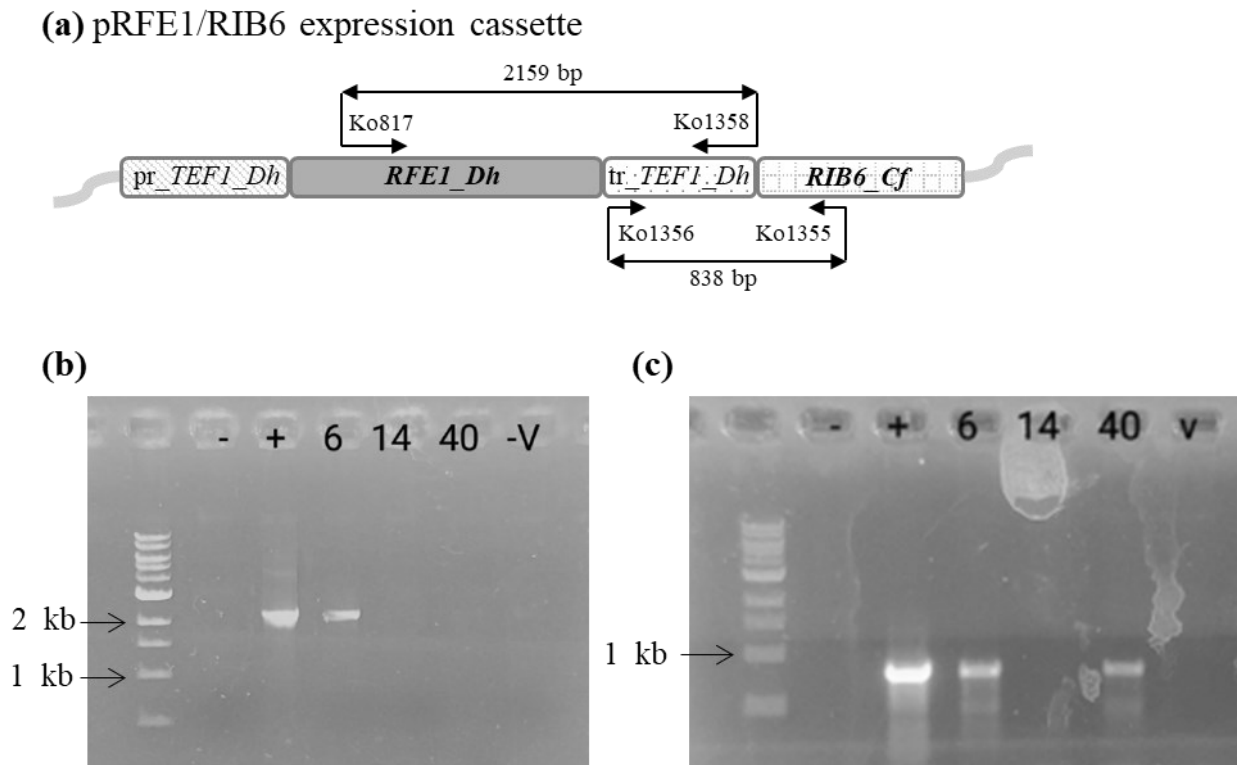 (a) pRFE1/RIB6 expression cassette
2159 bp
Ko817 Ko1358
pr_TEF1_Dh RFE1_Dh tr_TEF1_Dh RIB6_Cf
Ko1356 Ko1355
838 bp
(b)
- + 6 14 40 -V
2 kb
1 kb
(c)
- + 6 14 40 v
1 kb